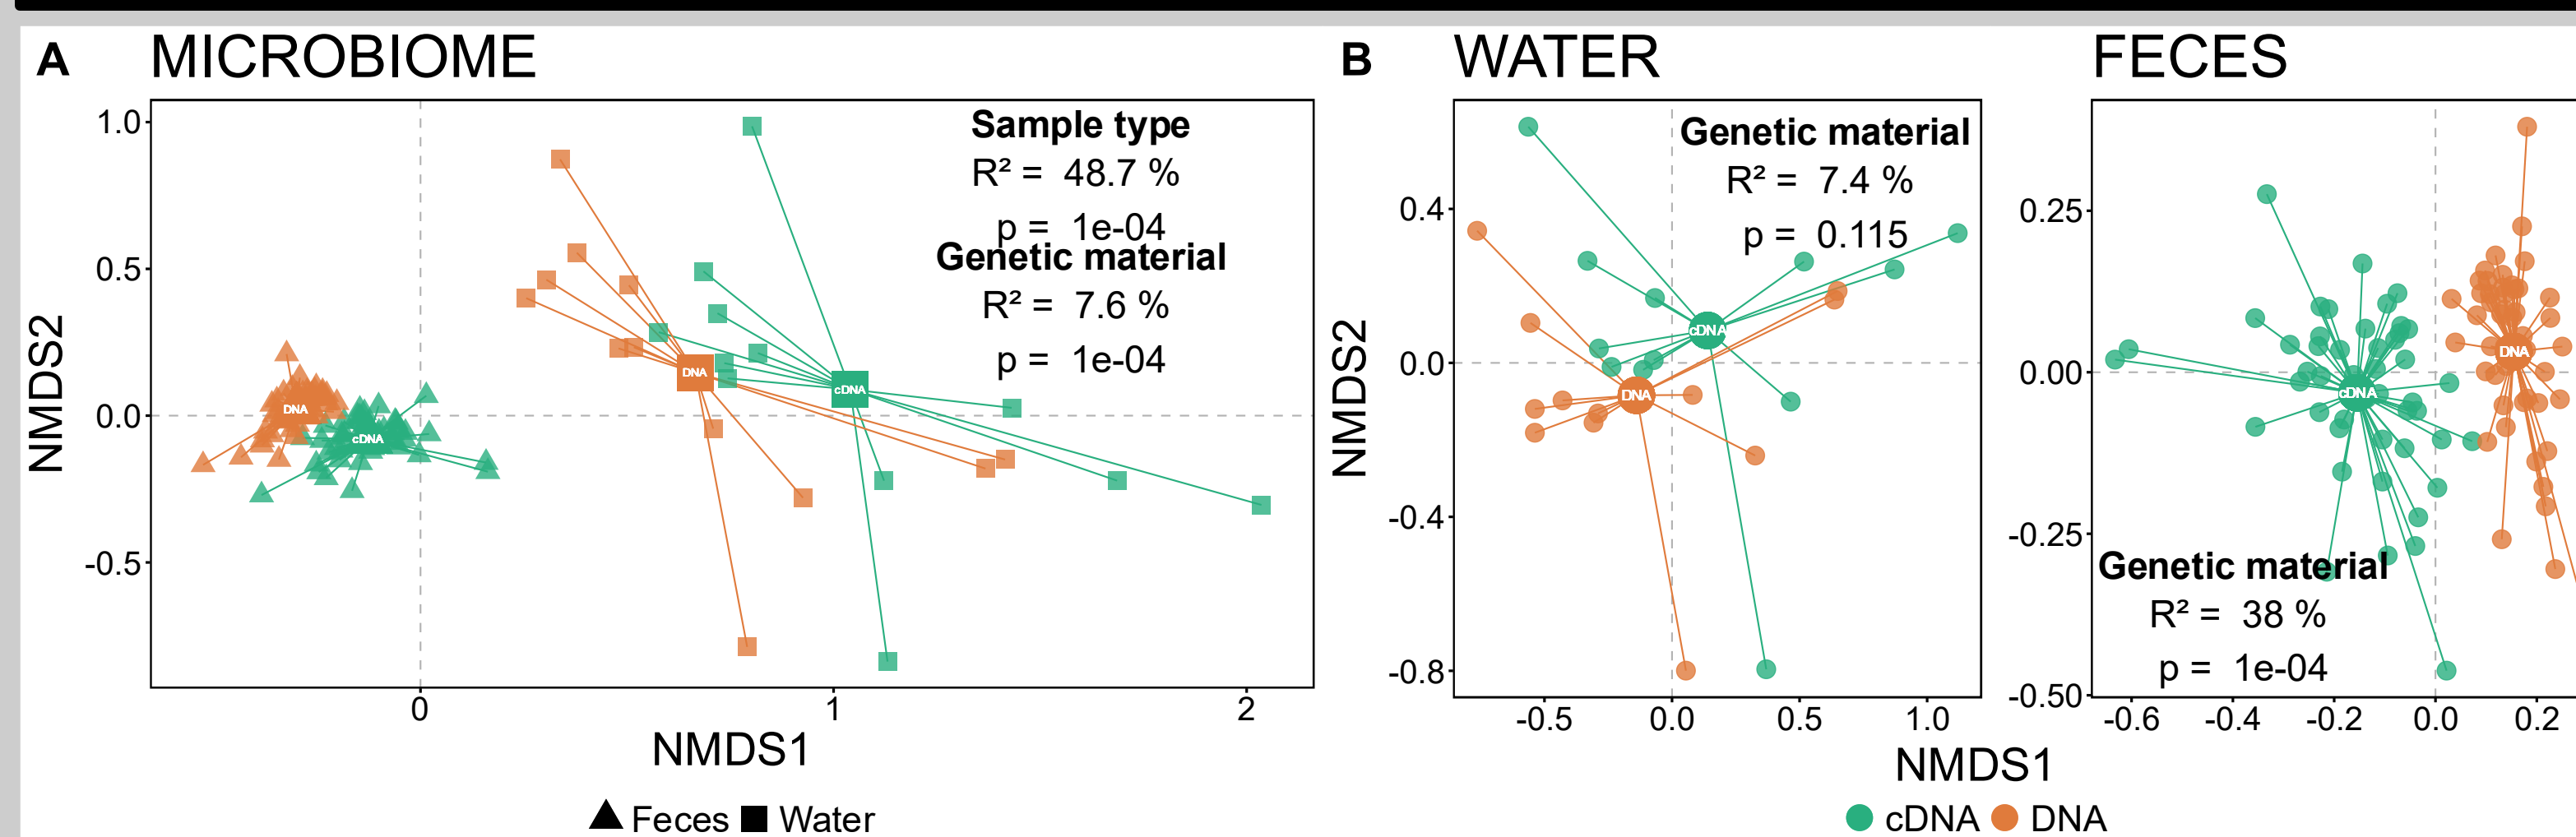 A MICROBIOME
1.0
0.5
0.0
-0.5
NMDS2
Sample type
R² = 48.7 %
p = 1e-04
Genetic material
R² = 7.6 %
p = 1e-04
DNA
cDNA
DNA
cDNA
0 1 2
NMDS1
Feces Water
B WATER
0.4
0.0
-0.4
-0.8
NMDS2
Genetic material
R² = 7.4 %
p = 0.115
cDNA
DNA
-0.5 0.0 0.5 1.0
FECES
0.25
0.00
-0.25
-0.50
DNA
cDNA
Genetic material
R² = 38 %
p = 1e-04
-0.6 -0.4 -0.2 0.0 0.2
NMDS1
cDNA DNA